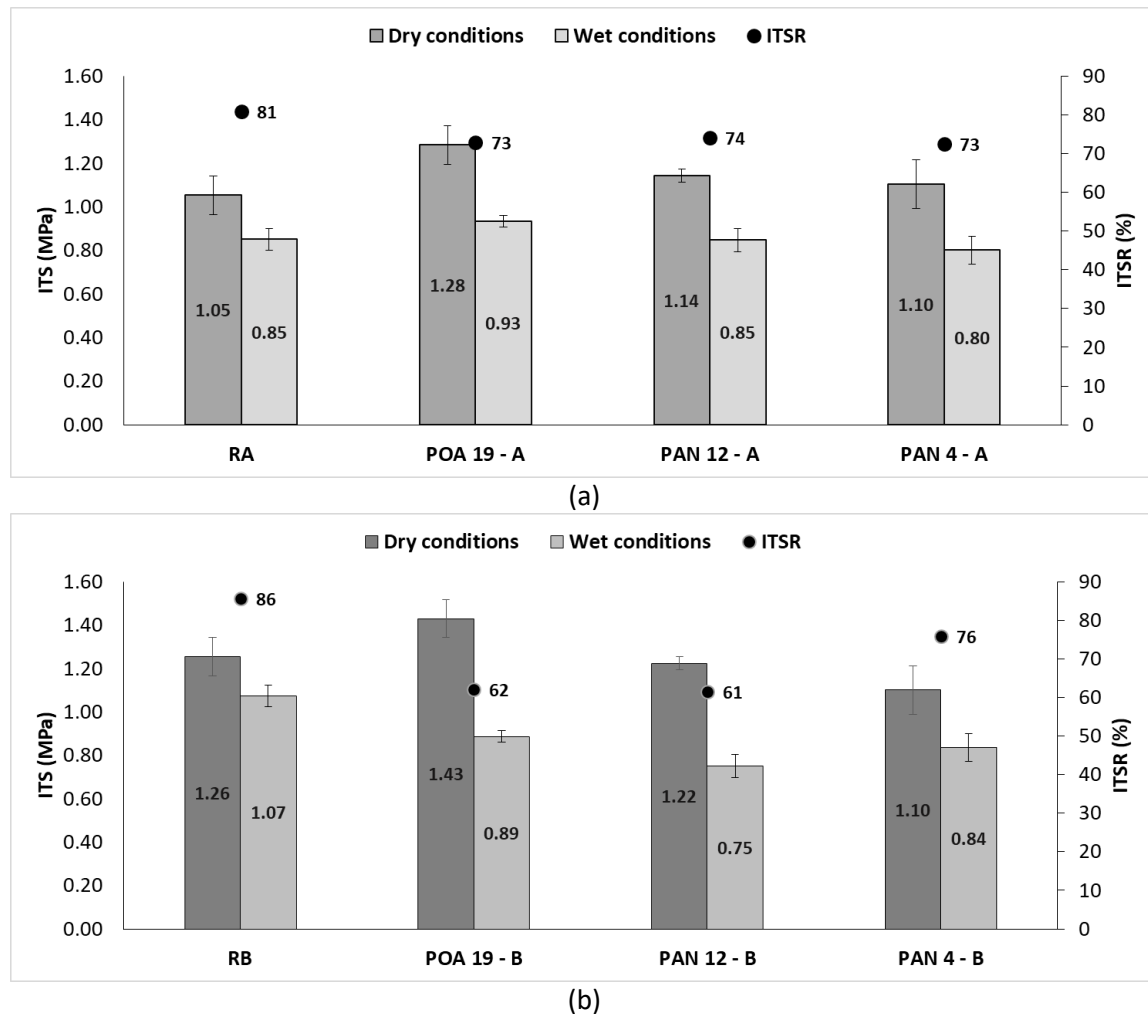 Dry conditions Wet conditions ITSR
1.60 90
1.40 81 80
1.20 73 74 73 70
1.00 60
0.80 50
0.60 40
0.40 1.05 0.85 1.28 0.93 1.14 0.85 1.10 0.80 30
0.20 20
0.00 10
0
ITS (MPa)
ITSR (%)
RA POA 19 - A PAN 12 - A PAN 4 - A
(a)
Dry conditions Wet conditions ITSR
1.60 90
1.40 86 80
1.20 62 61 76 70
1.00 60
0.80 50
0.60 40
0.40 1.26 1.07 1.43 0.89 1.22 0.75 1.10 0.84 30
0.20 20
0.00 10
0
ITS (MPa)
ITSR (%)
RB POA 19 - B PAN 12 - B PAN 4 - B
(b)